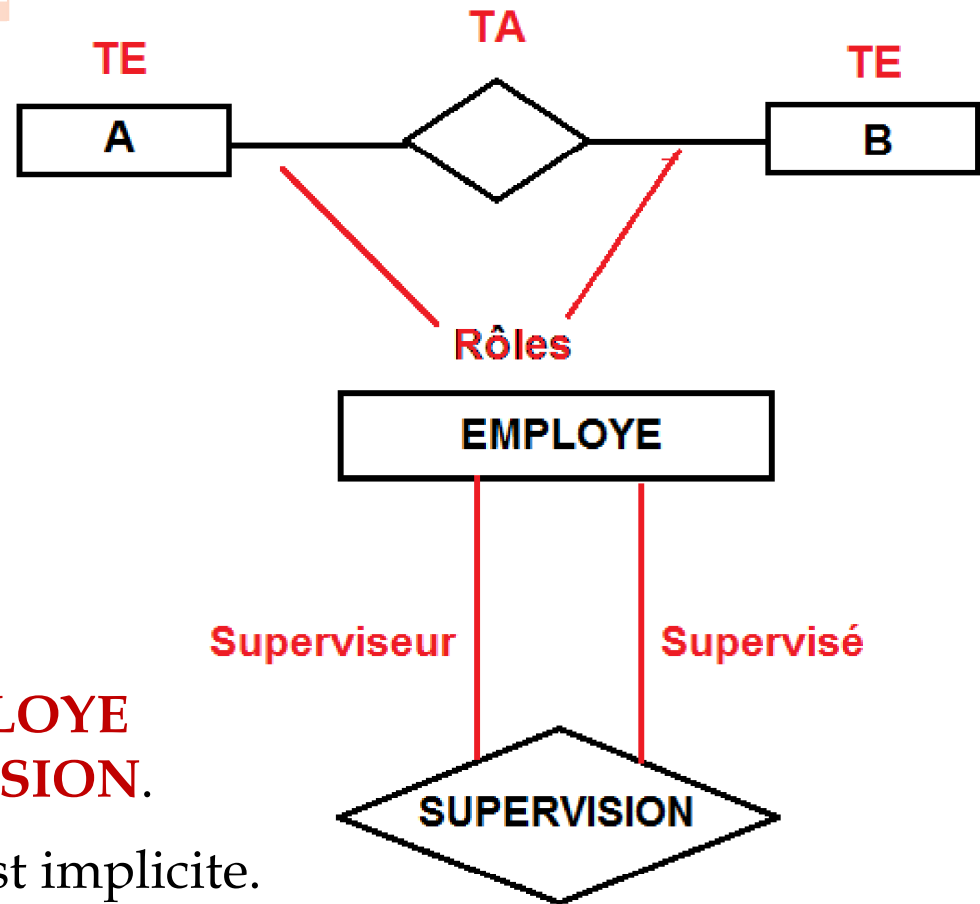 TA
TE
TE
A
B
Rôles
EMPLOYE
Superviseur
Supervisé
LOYE
SION.
SUPERVISION
st implicite.